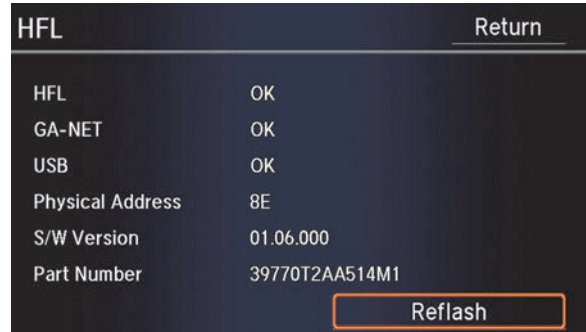 HFL Return
HFL OK
GA-NET OK
USB OK
Physical Address 8E
S/W Version 01.06.000
Part Number 39770T2AA514M1
Reflash